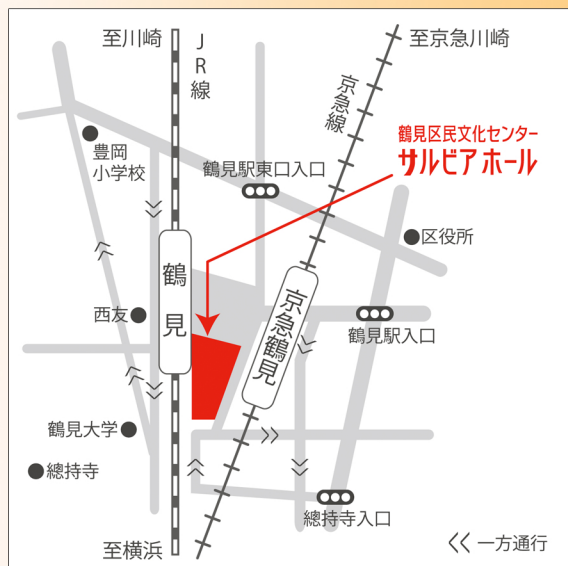 至川崎
JR線
至京急川崎
京急線
鶴見区民文化センター
サルビアホール
豊岡
小学校
鶴見駅東口入口
区役所
鶴見
西友
京急鶴見
鶴見駅入口
鶴見大学
總持寺
總持寺入口
至横浜
一方通行